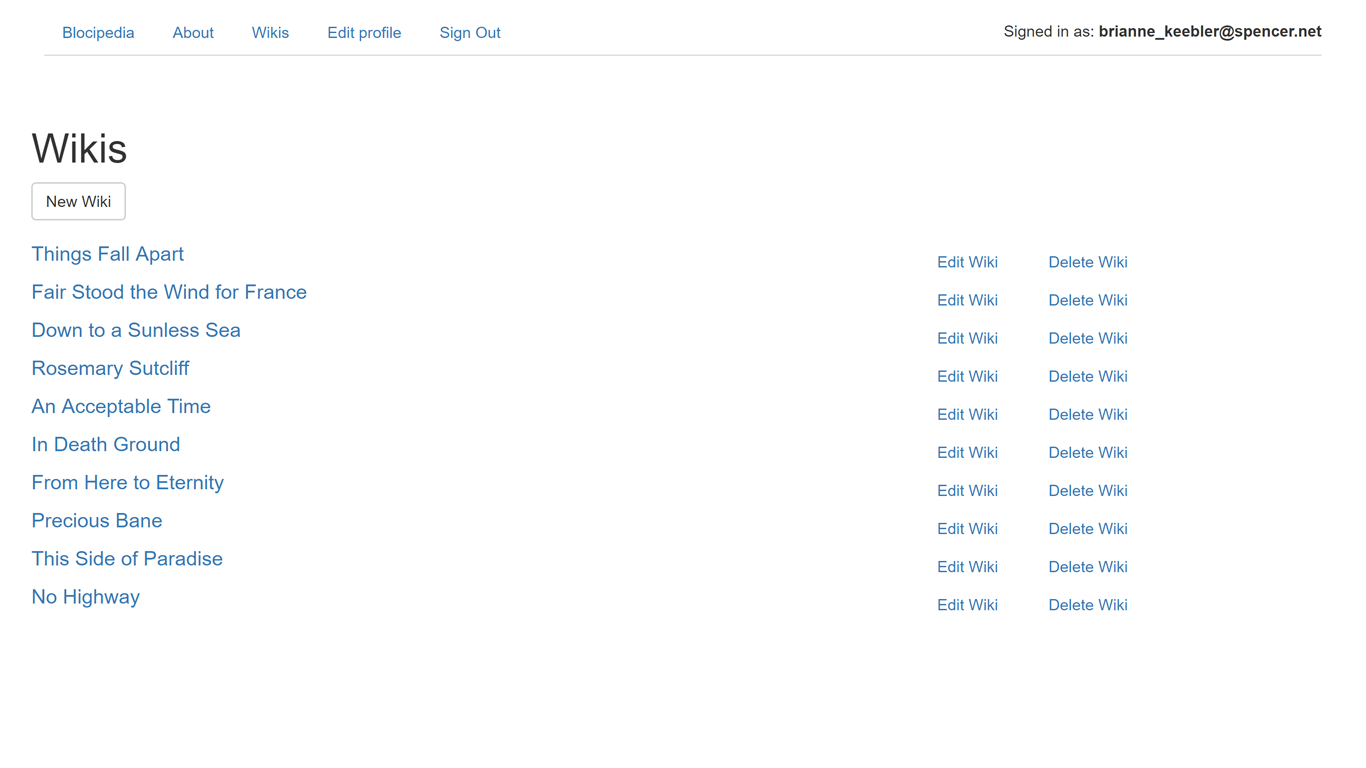 Blocipedia About Wikis Edit profile Sign Out Signed in as: brianne_keebler@spencer.net
Wikis
New Wiki
Things Fall Apart Edit Wiki Delete Wiki
Fair Stood the Wind for France Edit Wiki Delete Wiki
Down to a Sunless Sea Edit Wiki Delete Wiki
Rosemary Sutcliff Edit Wiki Delete Wiki
An Acceptable Time Edit Wiki Delete Wiki
In Death Ground Edit Wiki Delete Wiki
From Here to Eternity Edit Wiki Delete Wiki
Precious Bane Edit Wiki Delete Wiki
This Side of Paradise Edit Wiki Delete Wiki
No Highway Edit Wiki Delete Wiki